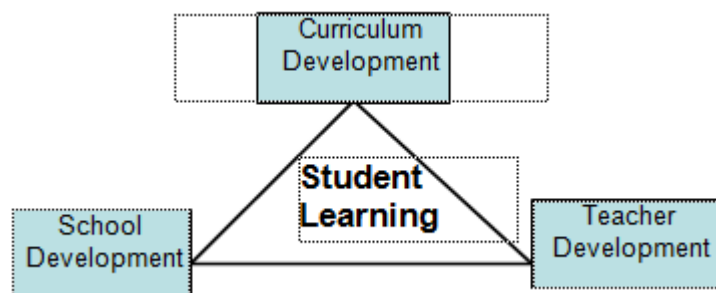 Curriculum
Development
Student
Learning
School
Development
Teacher
Development